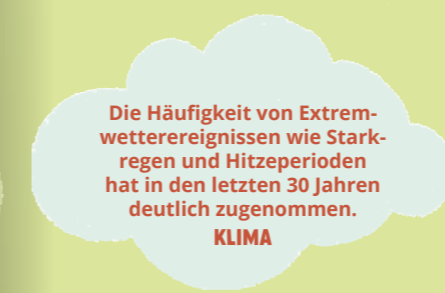 Die Häufigkeit von Extrem-
wetterereignissen wie Stark-
regen und Hitzeperioden
hat in den letzten 30 Jahren
deutlich zugenommen.
KLIMA